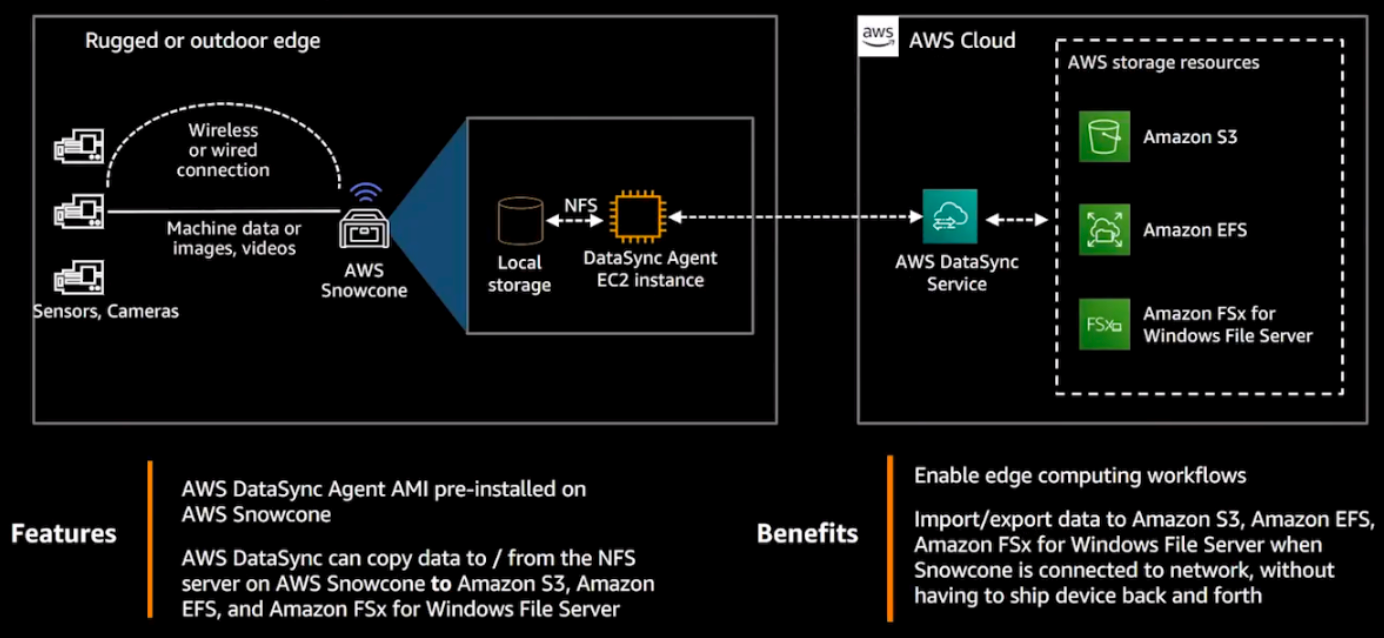 Rugged or outdoor edge
Wireless
or wired
connection
Machine data or
images, videos
Sensors, Cameras
AWS
Snowcone
Local
storage
NFS
DataSync Agent
EC2 instance
aws
AWS Cloud
AWS DataSync
Service
AWS storage resources
Amazon S3
Amazon EFS
FSx
Amazon FSx for
Windows File Server
Features
AWS DataSync Agent AMI pre-installed on
AWS Snowcone
AWS DataSync can copy data to / from the NFS
server on AWS Snowcone to Amazon S3, Amazon
EFS, and Amazon FSx for Windows File Server
Benefits
Enable edge computing workflows
Import/export data to Amazon S3, Amazon EFS,
Amazon FSx for Windows File Server when
Snowcone is connected to network, without
having to ship device back and forth